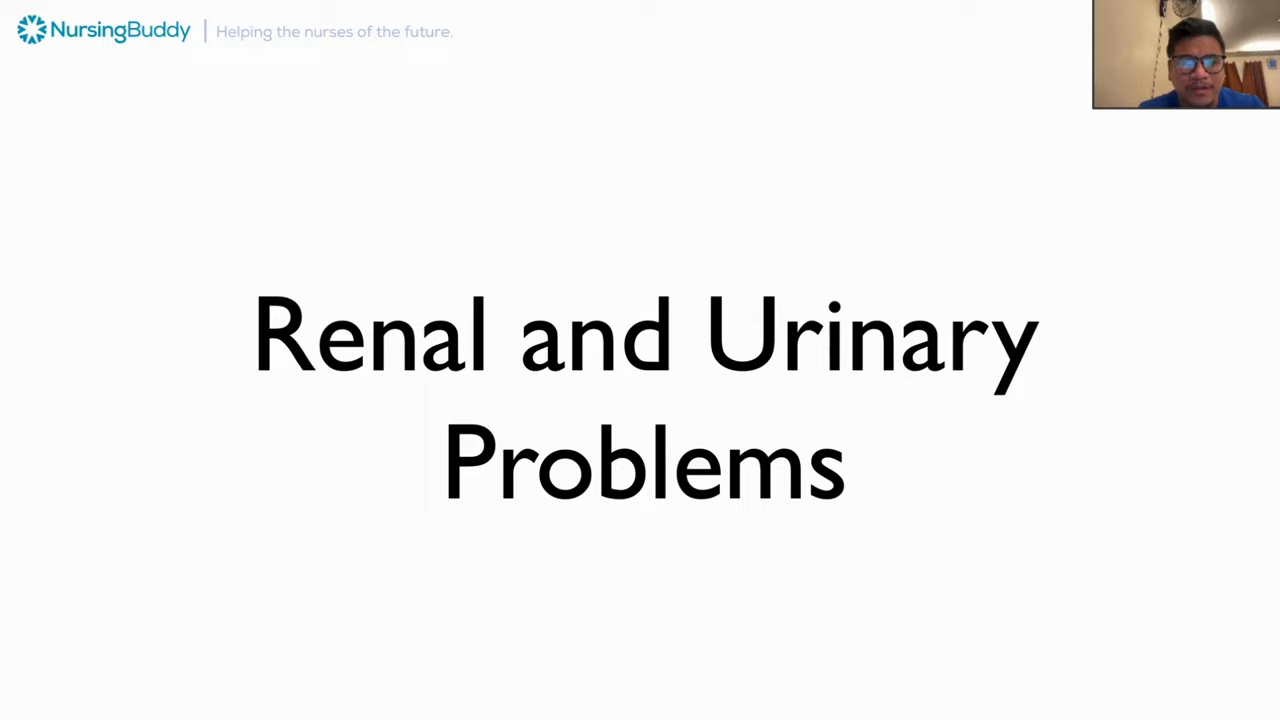 NursingBuddy | Helping the nurses of the future.
Renal and Urinary
Problems